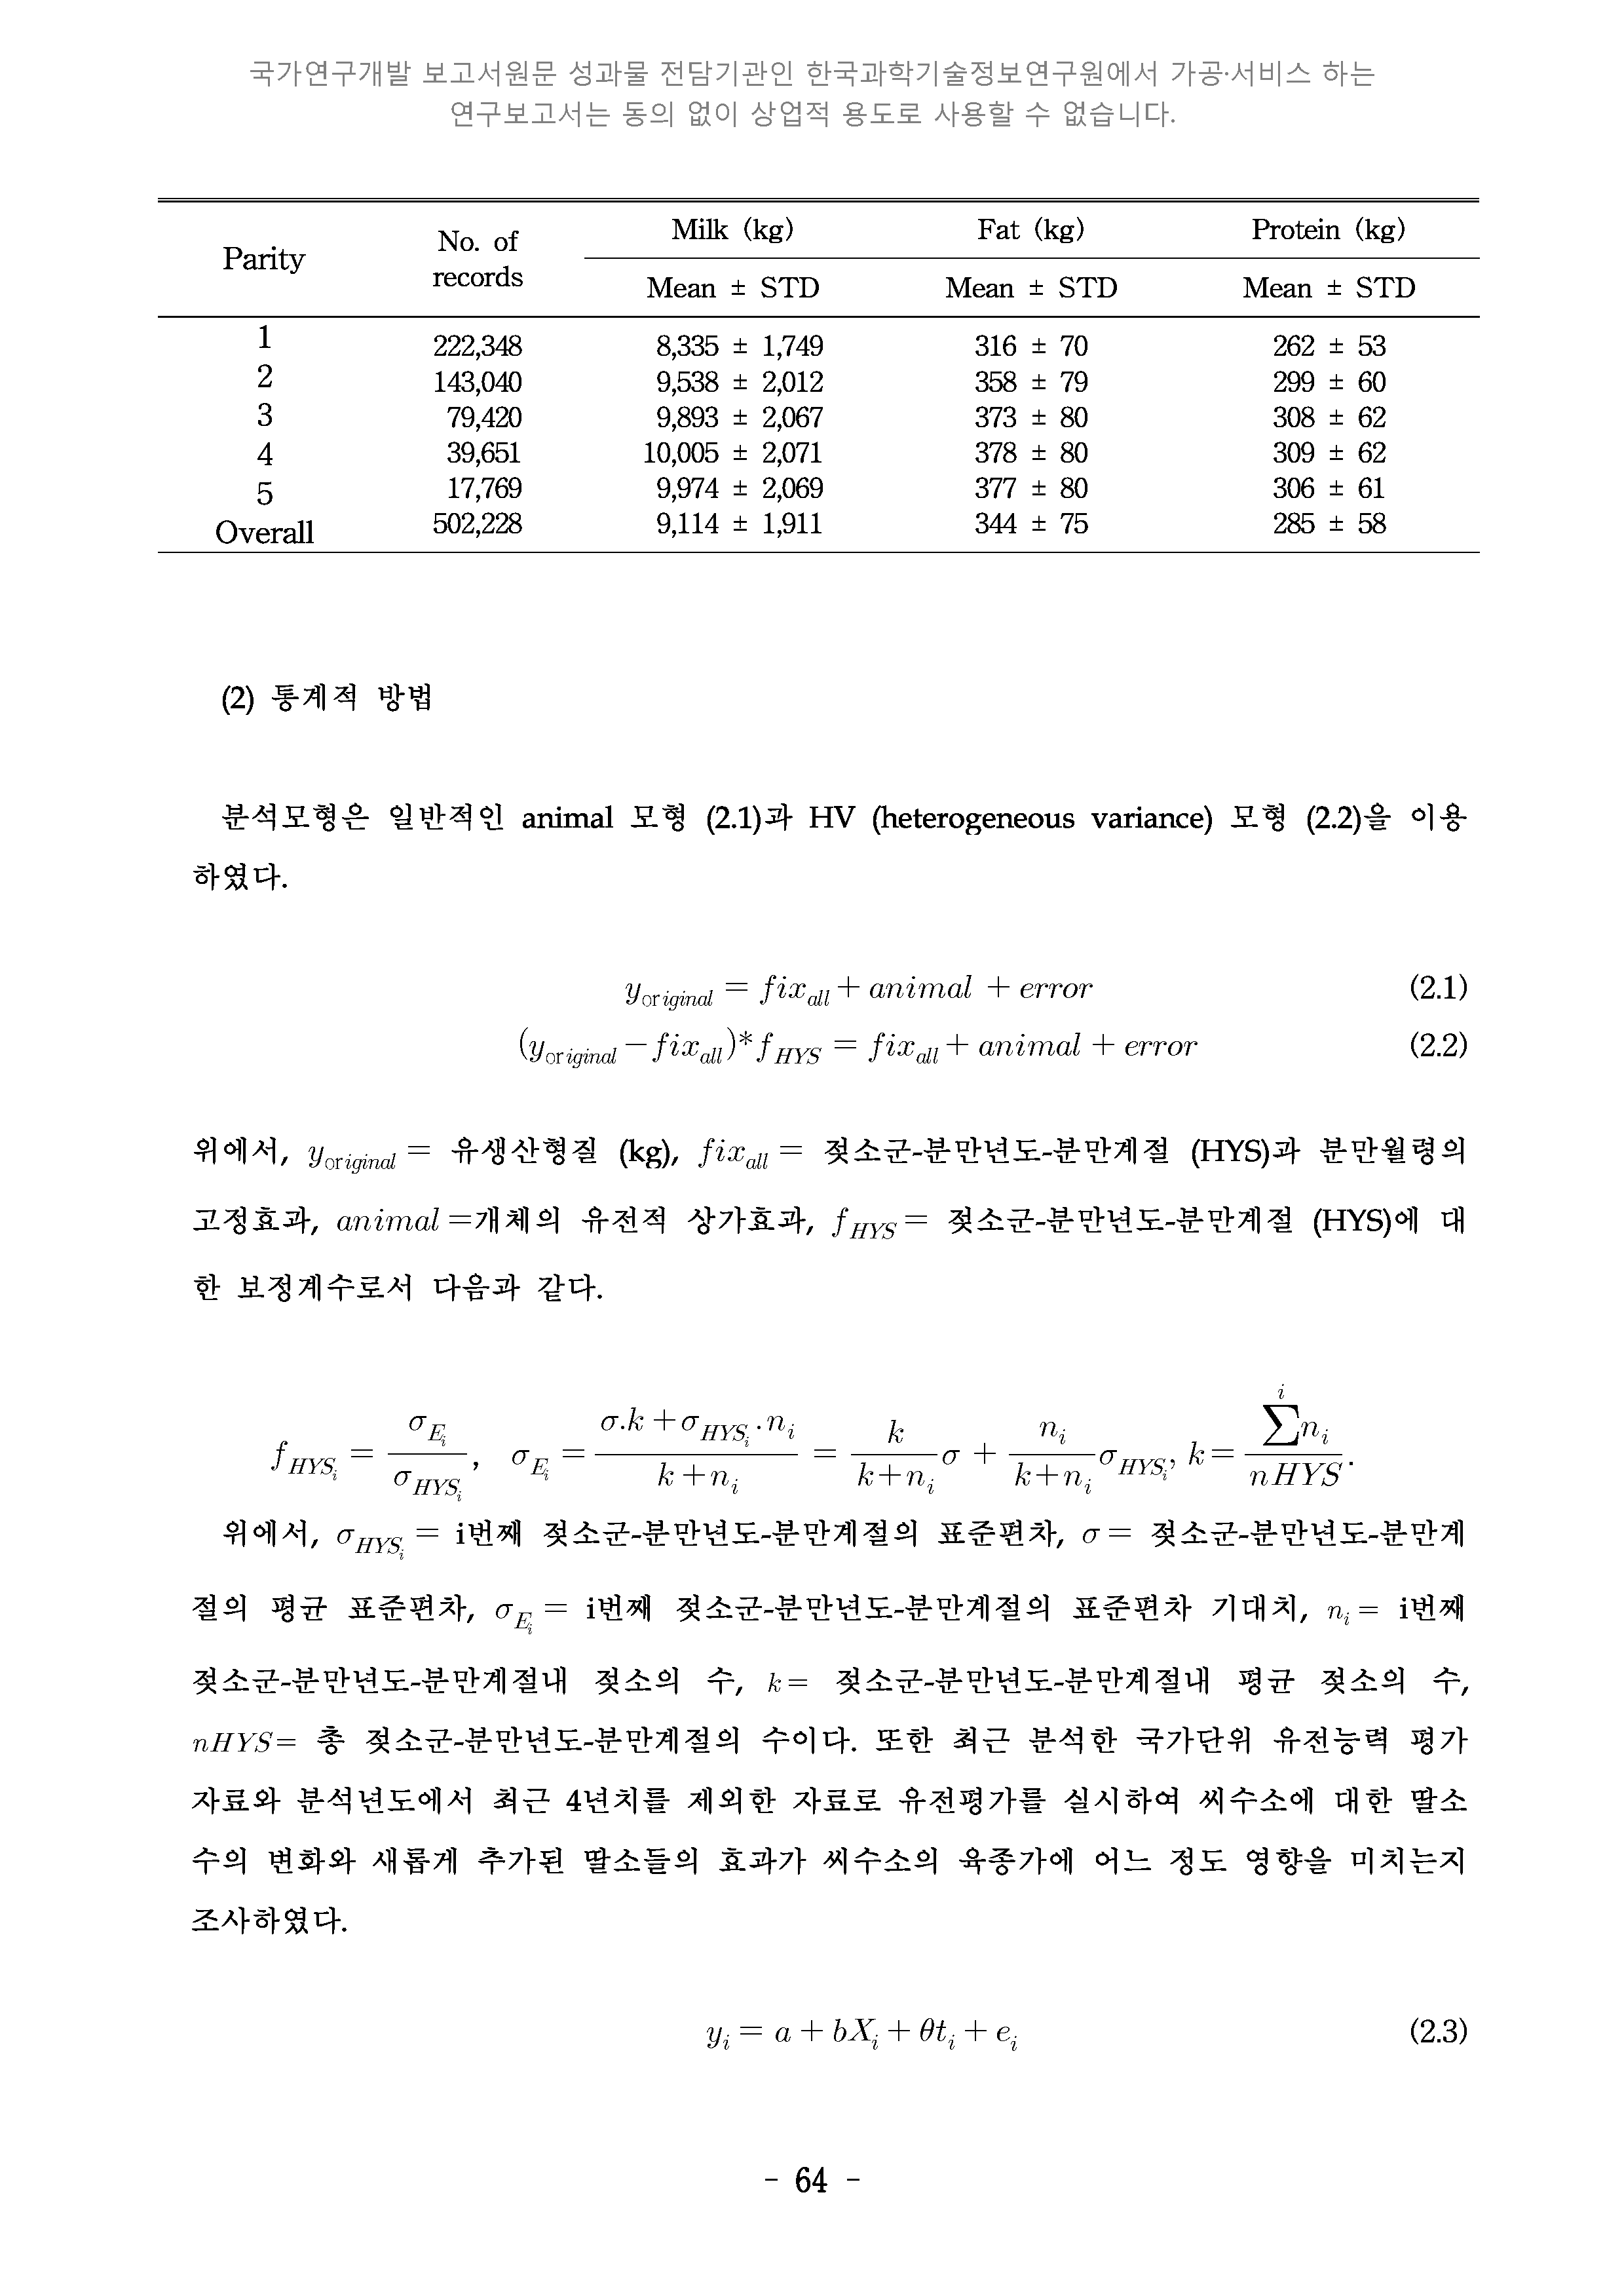 국가연구개발 보고서원문 성과물 전담기관인 한국과학기술정보연구원에서 가공·서비스 하는
연구보고서는 동의 없이 상업적 용도로 사용할 수 없습니다.
Parity No. of records Milk (kg) Fat (kg) Protein (kg)
Mean ± STD Mean ± STD Mean ± STD
1 222,348 8,335 ± 1,749 316 ± 70 262 ± 53
2 143,040 9,538 ± 2,012 358 ± 79 299 ± 60
3 79,420 9,893 ± 2,067 373 ± 80 308 ± 62
4 39,651 10,005 ± 2,071 378 ± 80 309 ± 62
5 17,769 9,974 ± 2,069 377 ± 80 306 ± 61
Overall 502,228 9,114 ± 1,911 344 ± 75 285 ± 58
(2) 통계적 방법
분석모형은 일반적인 animal 모형 (2.1)과 HV (heterogeneous variance) 모형 (2.2)을 이용
하였다.
y_{original} = fix_{all} + animal + error (2.1)
(y_{original} − fix_{all})* f_{HYS} = fix_{all} + animal + error (2.2)
위에서, y_{original} = 유생산형질 (kg), fix_{all} = 젖소군-분만년도-분만계절 (HYS)과 분만월령의
고정효과, animal =개체의 유전적 상가효과, f_{HYS} = 젖소군-분만년도-분만계절 (HYS)에 대
한 보정계수로서 다음과 같다.
f_{HYS_i} = \frac{σ_{E_i}}{σ_{HYS_i}}, σ_{E_i} = \frac{σ.k + σ_{HYS_i}.n_i}{k + n_i} = \frac{k}{k + n_i}σ + \frac{n_i}{k + n_i}σ_{HYS_i}, k = \frac{\sum^{i} n_i}{nHYS}.
위에서, σ_{HYS_i} = i번째 젖소군-분만년도-분만계절의 표준편차, σ = 젖소군-분만년도-분만계
절의 평균 표준편차, σ_{E_i} = i번째 젖소군-분만년도-분만계절의 표준편차 기대치, n_i = i번째
젖소군-분만년도-분만계절내 젖소의 수, k = 젖소군-분만년도-분만계절내 평균 젖소의 수,
nHYS = 총 젖소군-분만년도-분만계절의 수이다. 또한 최근 분석한 국가단위 유전능력 평가
자료와 분석년도에서 최근 4년치를 제외한 자료로 유전평가를 실시하여 씨수소에 대한 딸소
수의 변화와 새롭게 추가된 딸소들의 효과가 씨수소의 육종가에 어느 정도 영향을 미치는지
조사하였다.
y_i = a + bX_i + θt_i + e_i (2.3)
- 64 -